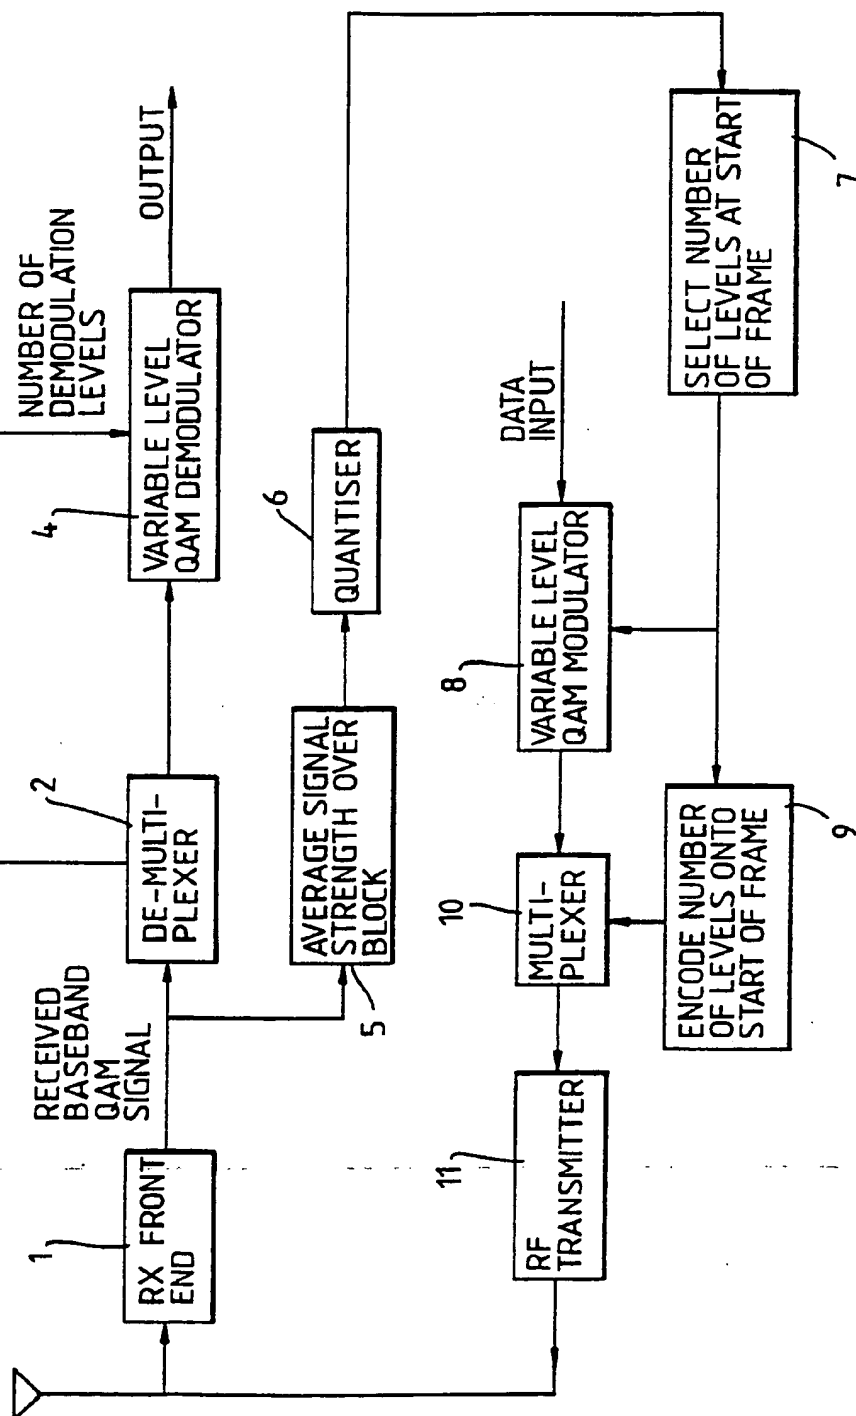 1
RX FRONT
END
RECEIVED
BASEBAND
QAM
SIGNAL
2
DE-MULTI-
PLEXER
4
VARIABLE LEVEL
QAM DEMODULATOR
NUMBER OF
DEMODULATION
LEVELS
OUTPUT
5
AVERAGE SIGNAL
STRENGTH OVER
BLOCK
6
QUANTISER
11
RF
TRANSMITTER
10
MULTI-
PLEXER
8
VARIABLE LEVEL
QAM MODULATOR
DATA
INPUT
9
ENCODE NUMBER
OF LEVELS ONTO
START OF FRAME
7
SELECT NUMBER
OF LEVELS AT START
OF FRAME